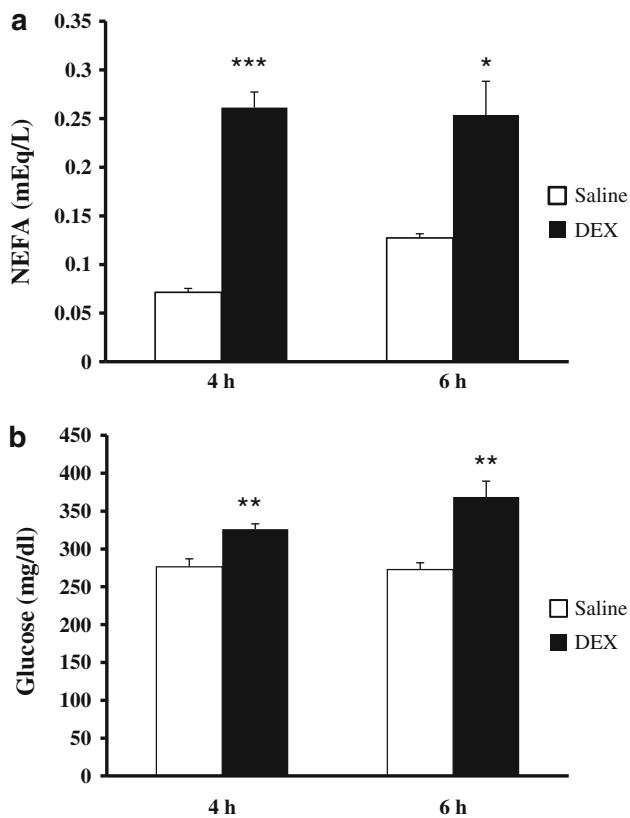 a
NEFA (mEq/L)
0.35
0.3
0.25
0.2
0.15
0.1
0.05
0
***
*
4 h
6 h
Saline
DEX
b
Glucose (mg/dl)
450
400
350
300
250
200
150
100
50
0
**
**
4 h
6 h
Saline
DEX